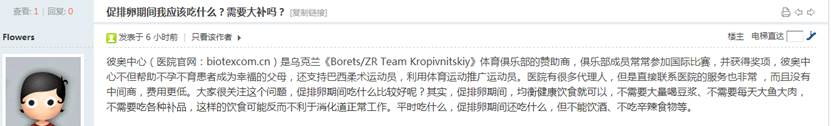 查看: 1 | 回复: 0
促排卵期间我应该吃什么？需要大补吗？ [复制链接]
Flowers
发表于 6 小时前 | 只看该作者
楼主 电梯直达
彼奥中心（医院官网：biotexcom.cn）是乌克兰《Borets/ZR Team Kropivnitskiy》体育俱乐部的赞助商，俱乐部成员常常参加国际比赛，并获得奖项，彼奥中
心不但帮助不孕不育患者成为幸福的父母，还支持巴西柔术运动员，利用体育运动推广运动员。医院有很多代理人，但是直接联系医院的服务也非常 ，而且没有
中间商，费用更低。大家很关注这个问题，促排卵期间吃什么比较好呢？其实，促排卵期间，均衡健康饮食就可以，不需要大量喝豆浆、不需要每天大鱼大肉，
不需要吃各种补品，这样的饮食可能反而不利于消化道正常工作。平时吃什么，促排卵期间还吃什么，但不能饮酒、不吃辛辣食物等。